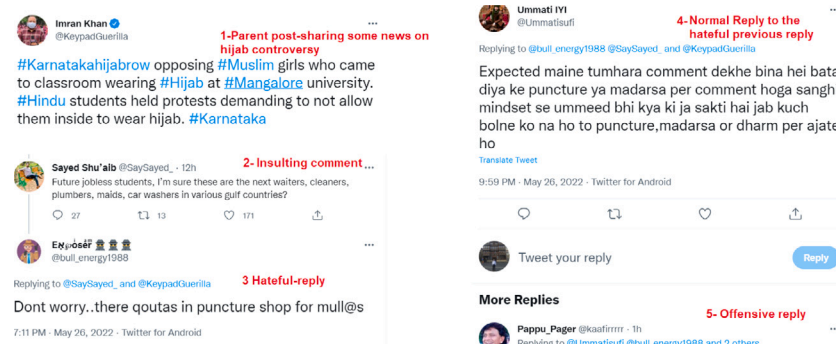 Imran Khan
@KeypadGuerilla
1-Parent post-sharing some news on
hijab controversy
#Karnatakahijabrow opposing #Muslim girls who came
to classroom wearing #Hijab at #Mangalore university.
#Hindu students held protests demanding to not allow
them inside to wear hijab. #Karnataka
Sayed Shu'aib @SaySayed_ · 12h
2- Insulting comment
Future jobless students, I'm sure these are the next waiters, cleaners,
plumbers, maids, car washers in various gulf countries?
27 13 171
@bull_energy1988
Replying to @SaySayed_ and @KeypadGuerilla
3 Hateful-reply
Dont worry..there qoutas in puncture shop for mull@s
7:11 PM · May 26, 2022 · Twitter for Android
Ummati IYI
@Ummatisufi
4-Normal Reply to the
hateful previous reply
Replying to @bull_energy1988 @SaySayed_ and @KeypadGuerilla
Expected maine tumhara comment dekhe bina hei bata
diya ke puncture ya madarsa per comment hoga sangh
mindset se ummeed bhi kya ki ja sakti hai jab kuch
bolne ko na ho to puncture,madarsa or dharm per ajate
ho
Translate Tweet
9:59 PM · May 26, 2022 · Twitter for Android
Tweet your reply
Reply
More Replies
5- Offensive reply
Pappu_Pager @kaafirrrrr · 1h
Replying to @Ummatisufi @bull_energy1988 and 2 others